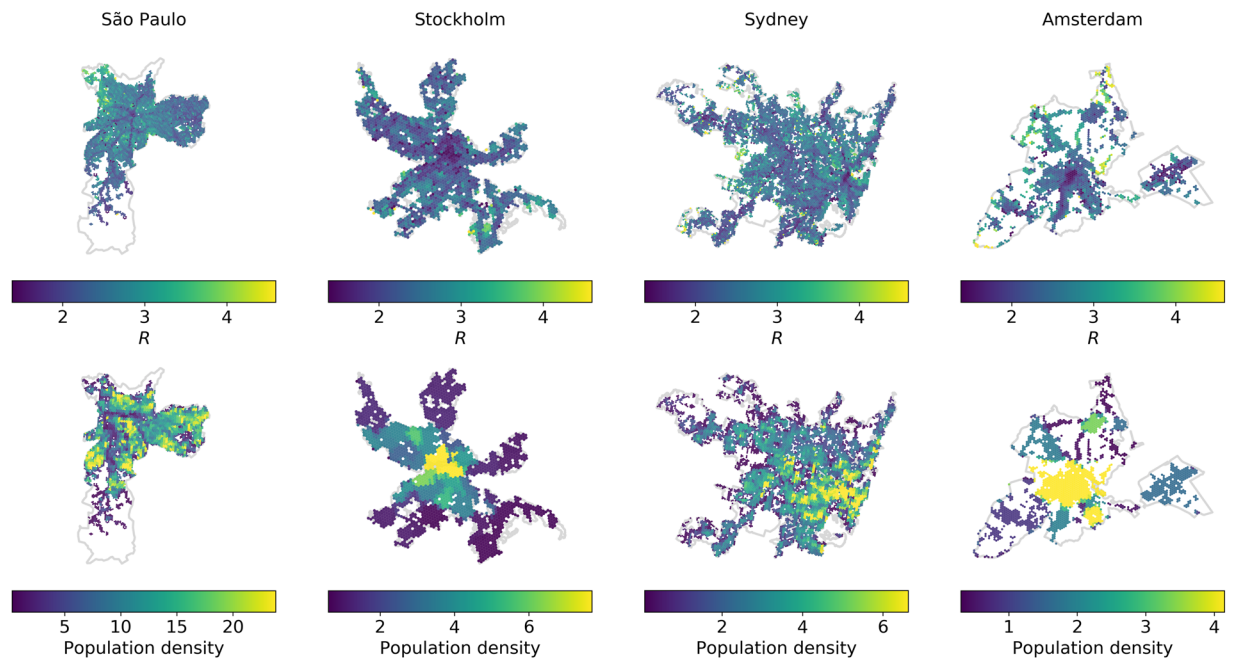 São Paulo
Stockholm
Sydney
Amsterdam
2 3 4
R
2 3 4
R
2 3 4
R
2 3 4
R
5 10 15 20
Population density
2 4 6
Population density
2 4 6
Population density
1 2 3 4
Population density